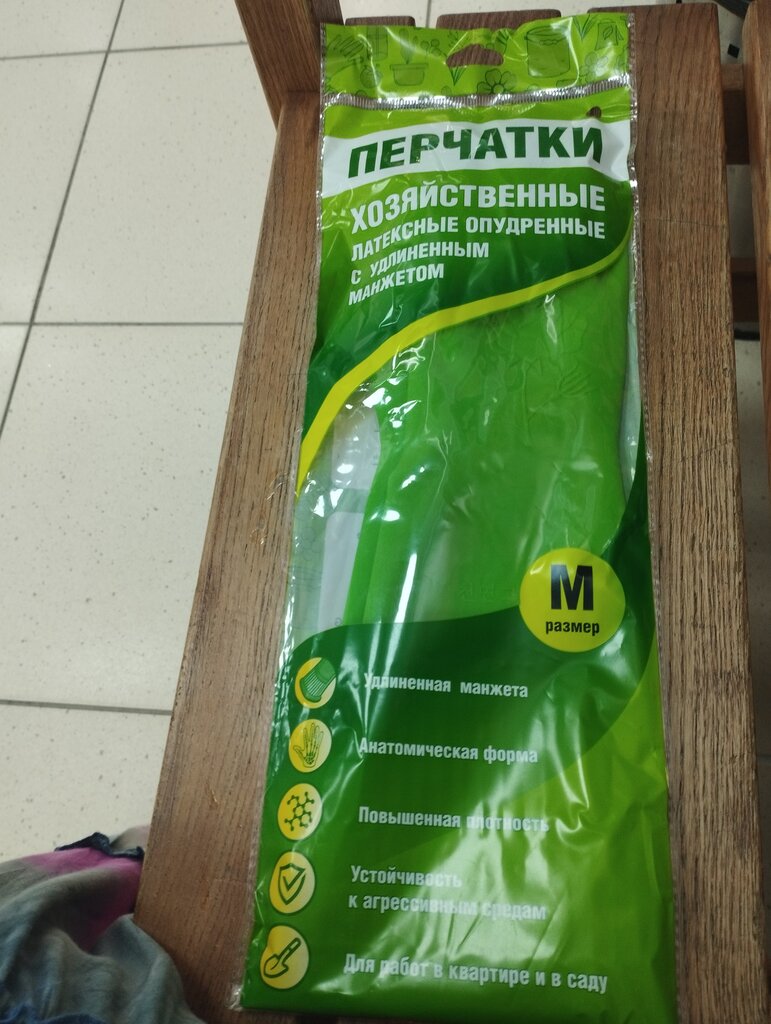 ПЕРЧАТКИ
ХОЗЯЙСТВЕННЫЕ
ЛАТЕКСНЫЕ ОПУДРЕННЫЕ
С УДЛИНЕННЫМ
МАНЖЕТОМ
М
размер
Удлиненная манжета
Анатомическая форма
Повышенная плотность
Устойчивость
к агрессивным средам
Для работ в квартире и в саду